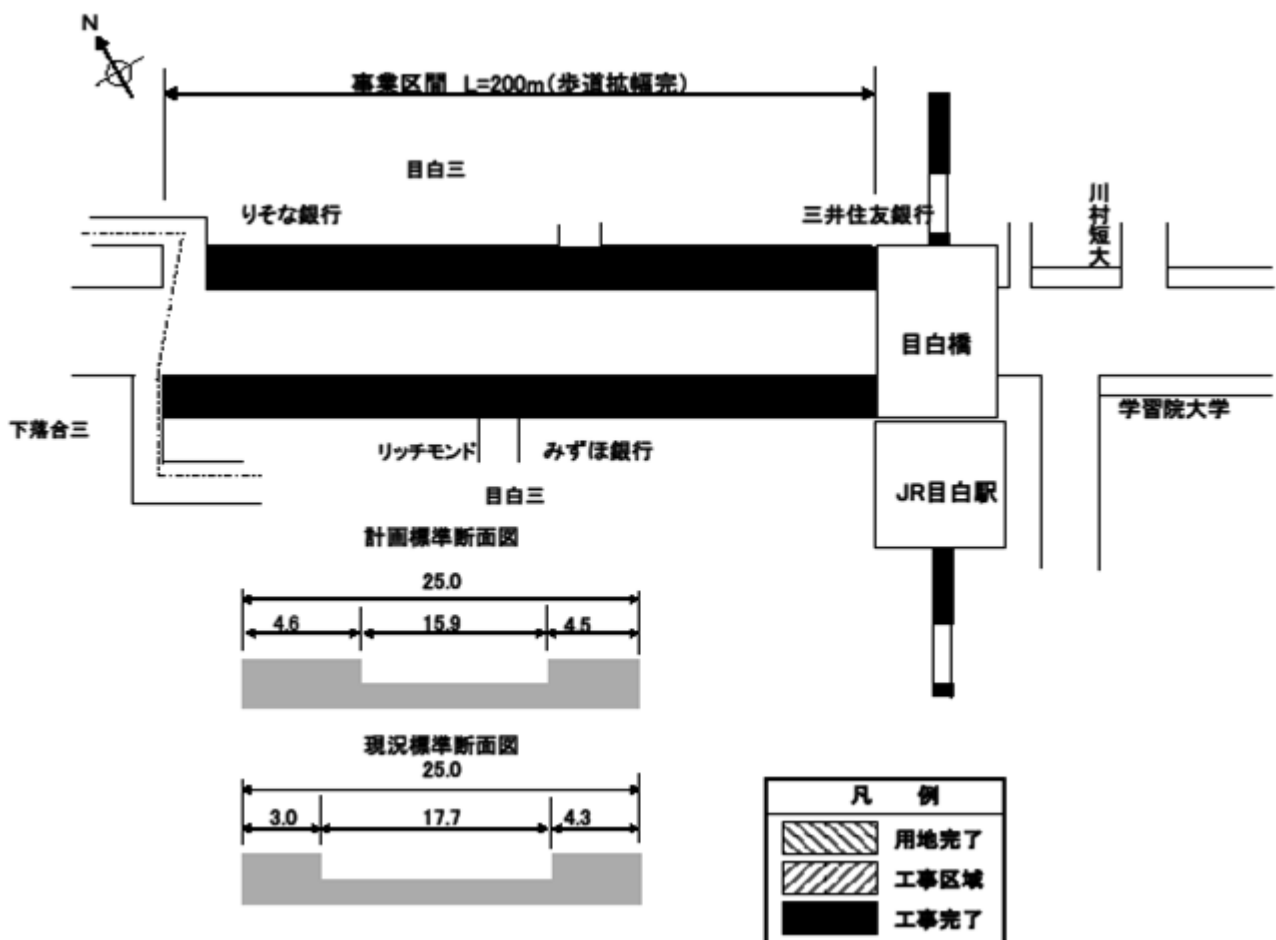 N
事業区間 L=200m(歩道拡幅完)
目白三
りそな銀行
三井住友銀行
川村短大
目白橋
下落合三
リッチモンド
みずほ銀行
学習院大学
目白三
JR目白駅
計画標準断面図
25.0
4.6
15.9
4.5
現況標準断面図
25.0
3.0
17.7
4.3
凡 例
用地完了
工事区域
工事完了